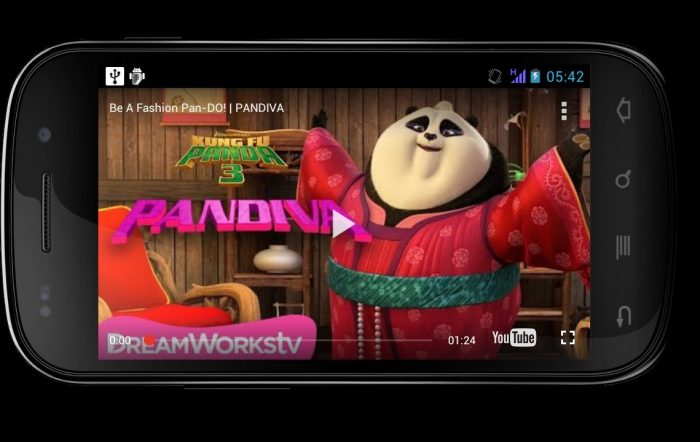 H
05:42
Be A Fashion Pan-DO! | PANDIVA
KUNG FU
PANDA
3
PANDIVA
DREAMWORKStv
0:00
01:24
YouTube